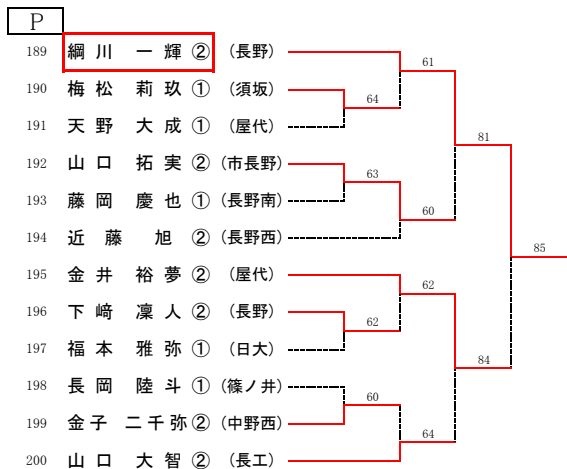 P
189 綱川 一輝 ② (長野)
61
190 梅松 莉玖 ① (須坂)
64
191 天野 大成 ① (屋代)
81
192 山口 拓実 ② (市長野)
63
193 藤岡 慶也 ① (長野南)
60
194 近藤 旭 ② (長野西)
85
195 金井 裕夢 ② (屋代)
62
196 下﨑 凜人 ② (長野)
62
197 福本 雅弥 ① (日大)
84
198 長岡 陸斗 ① (篠ノ井)
60
199 金子 二千弥 ② (中野西)
64
200 山口 大智 ② (長工)